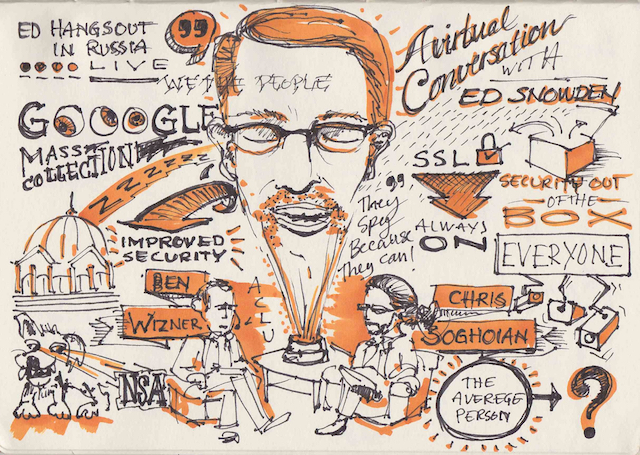 ED HANGSOUT
IN RUSSIA
LIVE
WE THE PEOPLE
A virtual
Conversation
WITH
ED SNOWDEN
GOOOGLE
MASS
COLLECTION
ZZZZZZZ
IMPROVED
SECURITY
SSL
ALWAYS
ON
SECURITY OUT
OF THE
BOX
They
Spy
Because
They can!
EVERYONE
BEN
WIZNER
ACLU
CHRIS
SOGHOIAN
NSA
THE
AVEREGE
PERSON
?